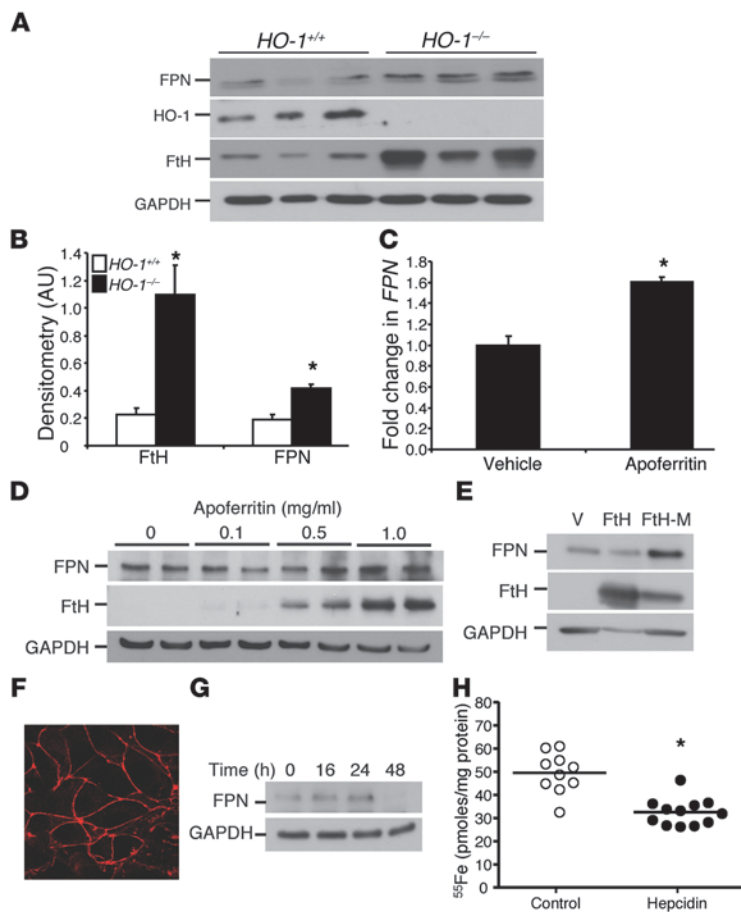 A
HO-1+/+ HO-1–/–
FPN
HO-1
FtH
GAPDH
B
Densitometry (AU)
1.4
1.2
1.0
0.8
0.6
0.4
0.2
0
HO-1+/+
HO-1–/–
*
*
FtH FPN
C
Fold change in FPN
1.8
1.6
1.4
1.2
1.0
0.8
0.6
0.4
0.2
0.0
*
Vehicle Apoferritin
D
Apoferritin (mg/ml)
0 0.1 0.5 1.0
FPN
FtH
GAPDH
E
V FtH FtH-M
FPN
FtH
GAPDH
F
G
Time (h) 0 16 24 48
FPN
GAPDH
H
55Fe (pmoles/mg protein)
80
70
60
50
40
30
20
10
0
*
Control Hepcidin